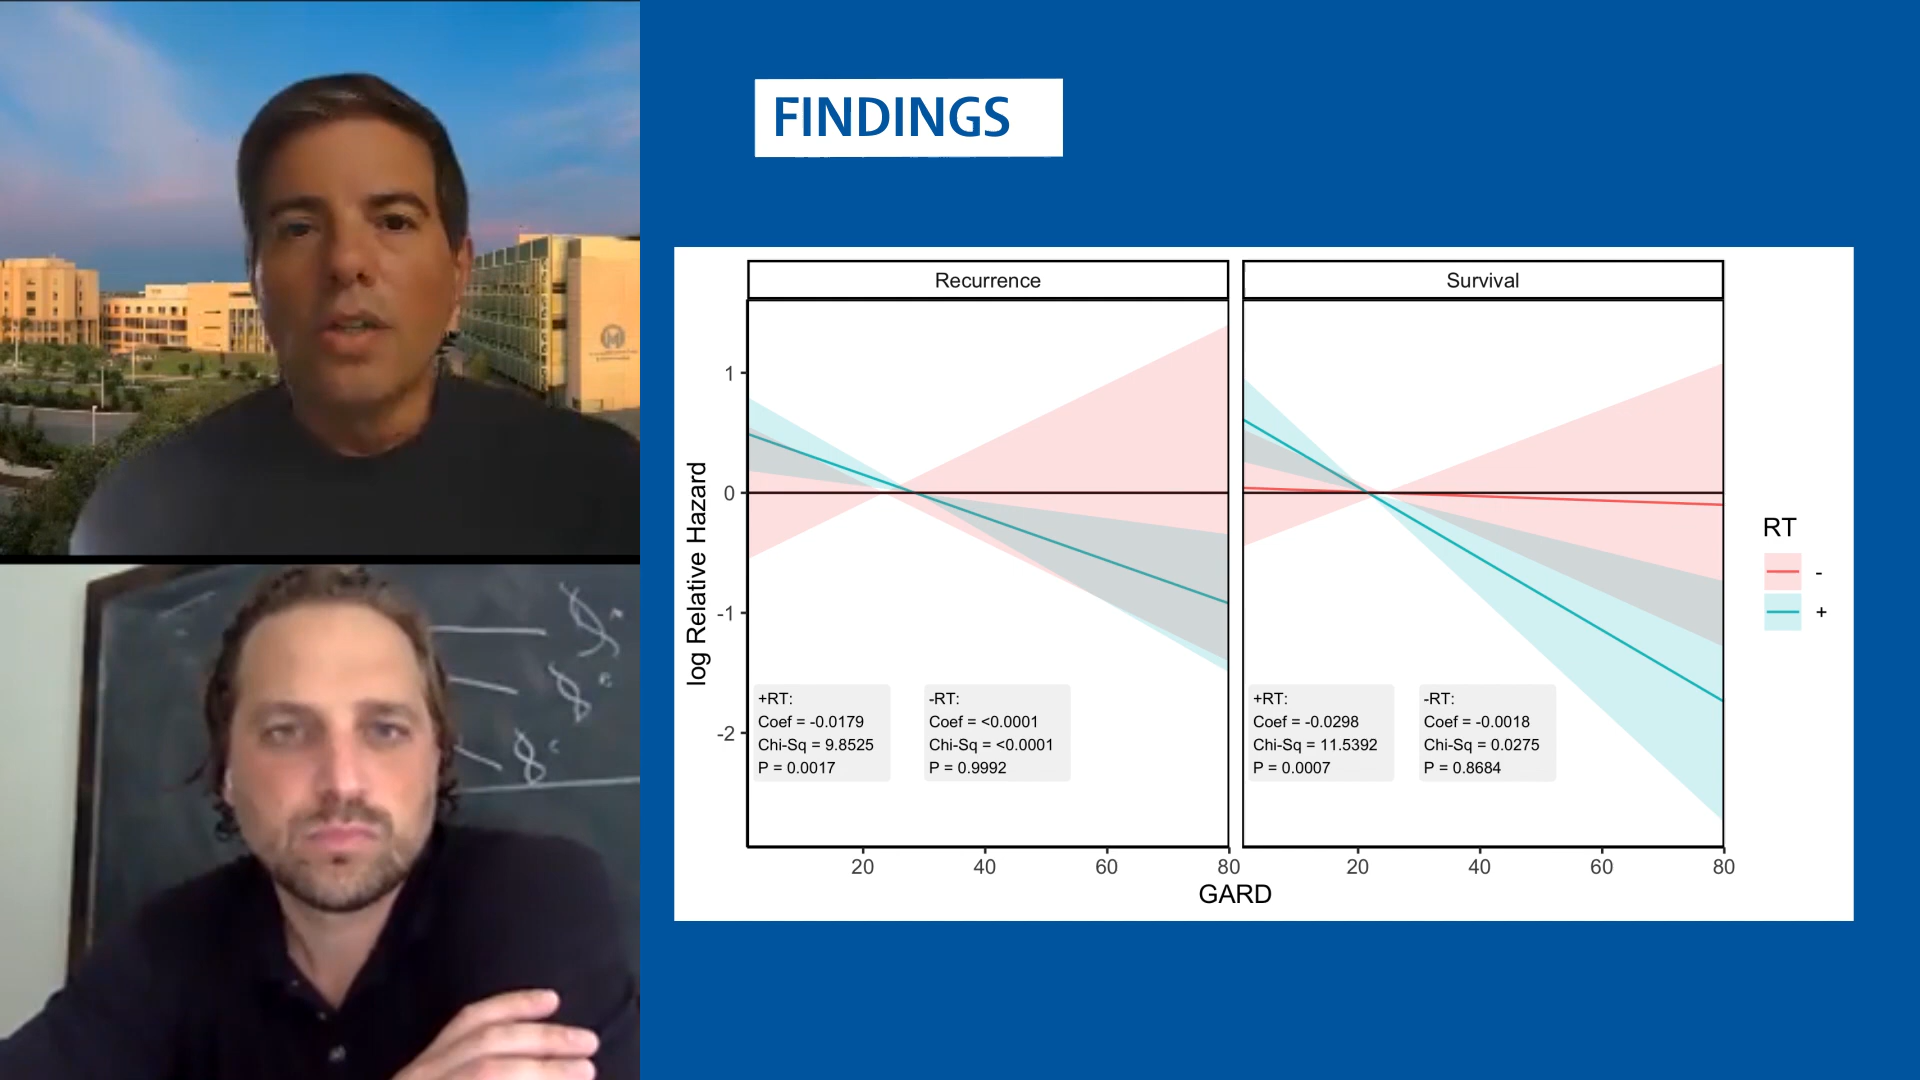 FINDINGS
Recurrence
Survival
log Relative Hazard
1
0
-1
-2
+RT:
Coef = -0.0179
Chi-Sq = 9.8525
P = 0.0017
-RT:
Coef = <0.0001
Chi-Sq = <0.0001
P = 0.9992
+RT:
Coef = -0.0298
Chi-Sq = 11.5392
P = 0.0007
-RT:
Coef = -0.0018
Chi-Sq = 0.0275
P = 0.8684
20 40 60 80
20 40 60 80
GARD
RT
-
+